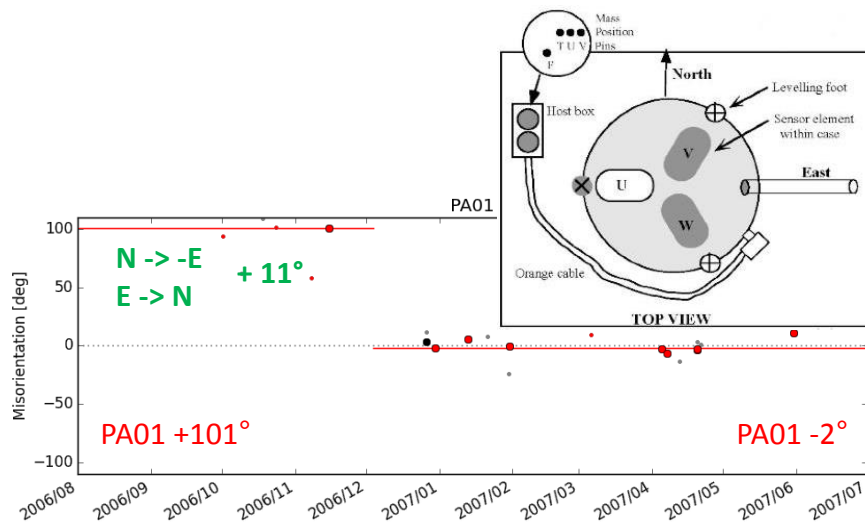 Mass
Position
Pins
T U V
F
North
Levelling foot
Host box
Sensor element
within case
V
East
U
W
Orange cable
TOP VIEW
PA01
Misorientation [deg]
100
50
0
−50
−100
N -> -E
E -> N
+ 11°
PA01 +101°
PA01 -2°
2006/08
2006/09
2006/10
2006/11
2006/12
2007/01
2007/02
2007/03
2007/04
2007/05
2007/06
2007/07